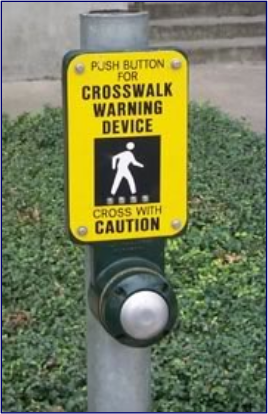 PUSH BUTTON
FOR
CROSSWALK
WARNING
DEVICE
CROSS WITH
CAUTION